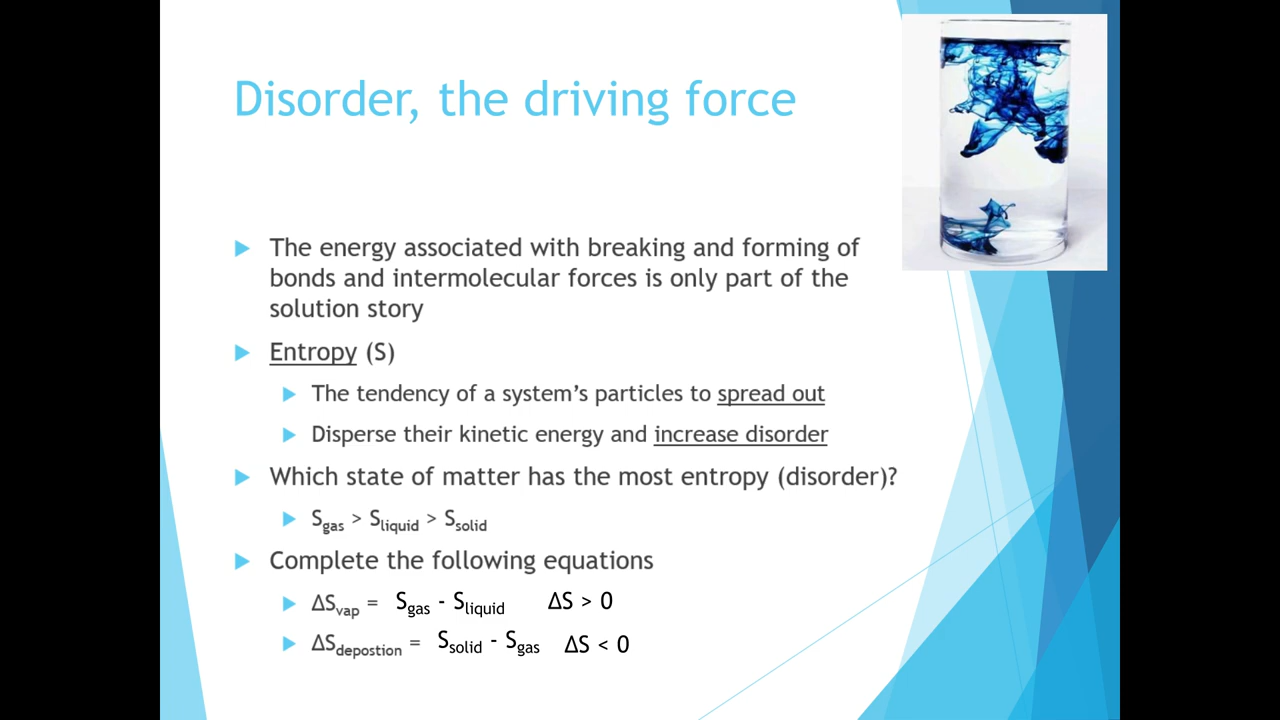 Disorder, the driving force
The energy associated with breaking and forming of
bonds and intermolecular forces is only part of the
solution story
Entropy (S)
The tendency of a system's particles to spread out
Disperse their kinetic energy and increase disorder
Which state of matter has the most entropy (disorder)?
Sgas > Sliquid > Ssolid
Complete the following equations
ΔSvap = Sgas - Sliquid ΔS > 0
ΔSdepostion = Ssolid - Sgas ΔS < 0